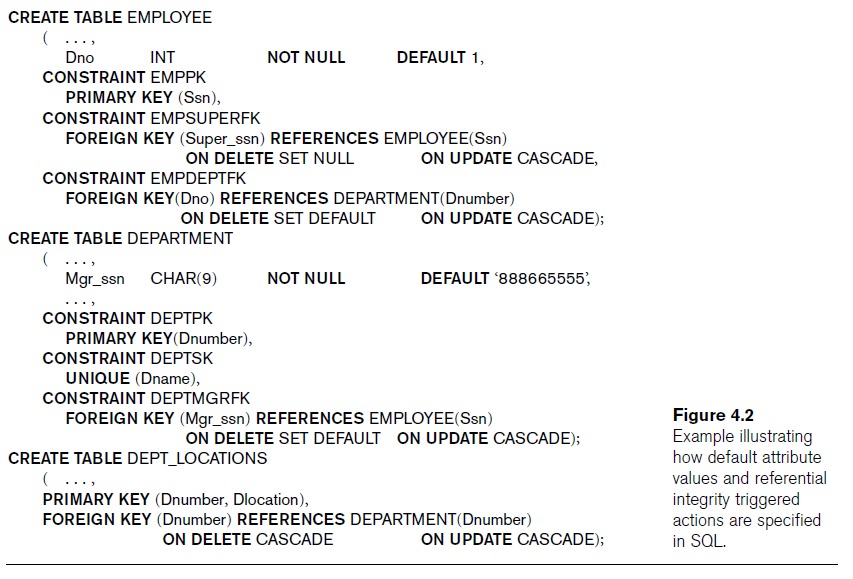 CREATE TABLE EMPLOYEE
( . . . ,
Dno INT NOT NULL DEFAULT 1,
CONSTRAINT EMPPK
PRIMARY KEY (Ssn),
CONSTRAINT EMPSUPERFK
FOREIGN KEY (Super_ssn) REFERENCES EMPLOYEE(Ssn)
ON DELETE SET NULL ON UPDATE CASCADE,
CONSTRAINT EMPDEPTFK
FOREIGN KEY(Dno) REFERENCES DEPARTMENT(Dnumber)
ON DELETE SET DEFAULT ON UPDATE CASCADE);
CREATE TABLE DEPARTMENT
( . . . ,
Mgr_ssn CHAR(9) NOT NULL DEFAULT ‘888665555’,
. . . ,
CONSTRAINT DEPTPK
PRIMARY KEY(Dnumber),
CONSTRAINT DEPTSK
UNIQUE (Dname),
CONSTRAINT DEPTMGRFK
FOREIGN KEY (Mgr_ssn) REFERENCES EMPLOYEE(Ssn)
ON DELETE SET DEFAULT ON UPDATE CASCADE);
CREATE TABLE DEPT_LOCATIONS
( . . . ,
PRIMARY KEY (Dnumber, Dlocation),
FOREIGN KEY (Dnumber) REFERENCES DEPARTMENT(Dnumber)
ON DELETE CASCADE ON UPDATE CASCADE);
Figure 4.2
Example illustrating
how default attribute
values and referential
integrity triggered
actions are specified
in SQL.